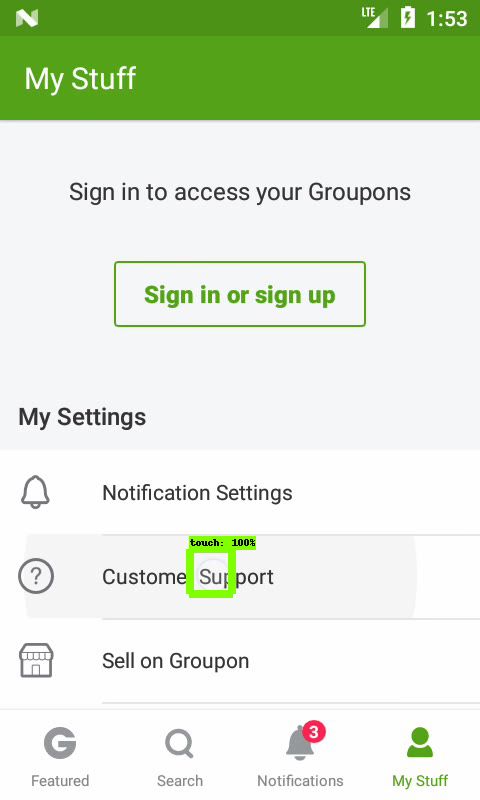 LTE 1:53
My Stuff
Sign in to access your Groupons
Sign in or sign up
My Settings
Notification Settings
touch: 100%
Customer Support
Sell on Groupon
3
Featured Search Notifications My Stuff